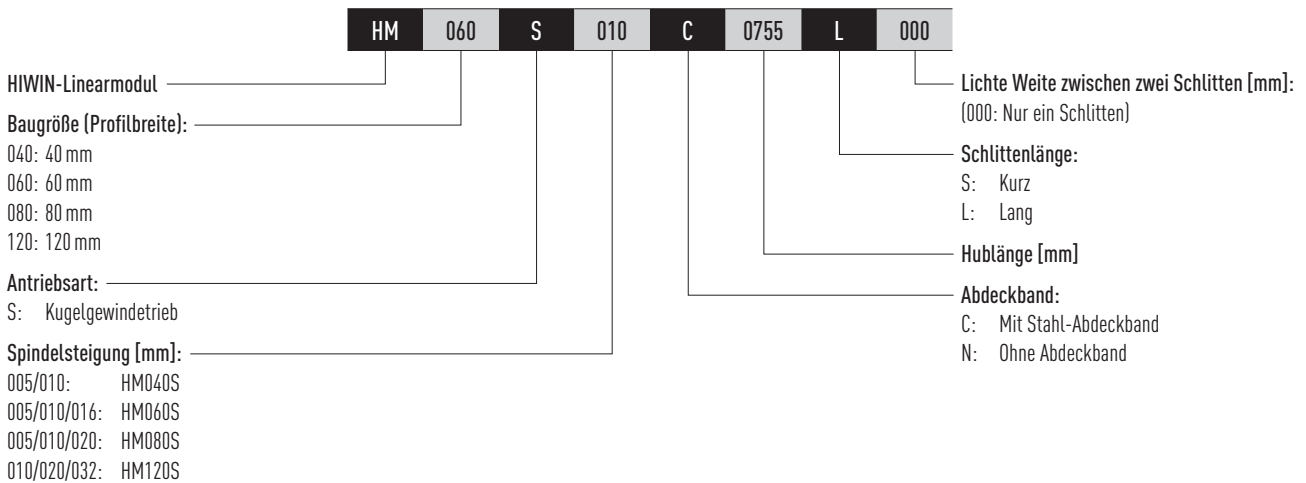 HM 060 S 010 C 0755 L 000
HIWIN-Linearmodul
Baugröße (Profilbreite):
040: 40 mm
060: 60 mm
080: 80 mm
120: 120 mm
Antriebsart:
S: Kugelgewindetrieb
Spindelsteigung [mm]:
005/010: HM040S
005/010/016: HM060S
005/010/020: HM080S
010/020/032: HM120S
Lichte Weite zwischen zwei Schlitten [mm]:
(000: Nur ein Schlitten)
Schlittenlänge:
S: Kurz
L: Lang
Hublänge [mm]
Abdeckband:
C: Mit Stahl-Abdeckband
N: Ohne Abdeckband